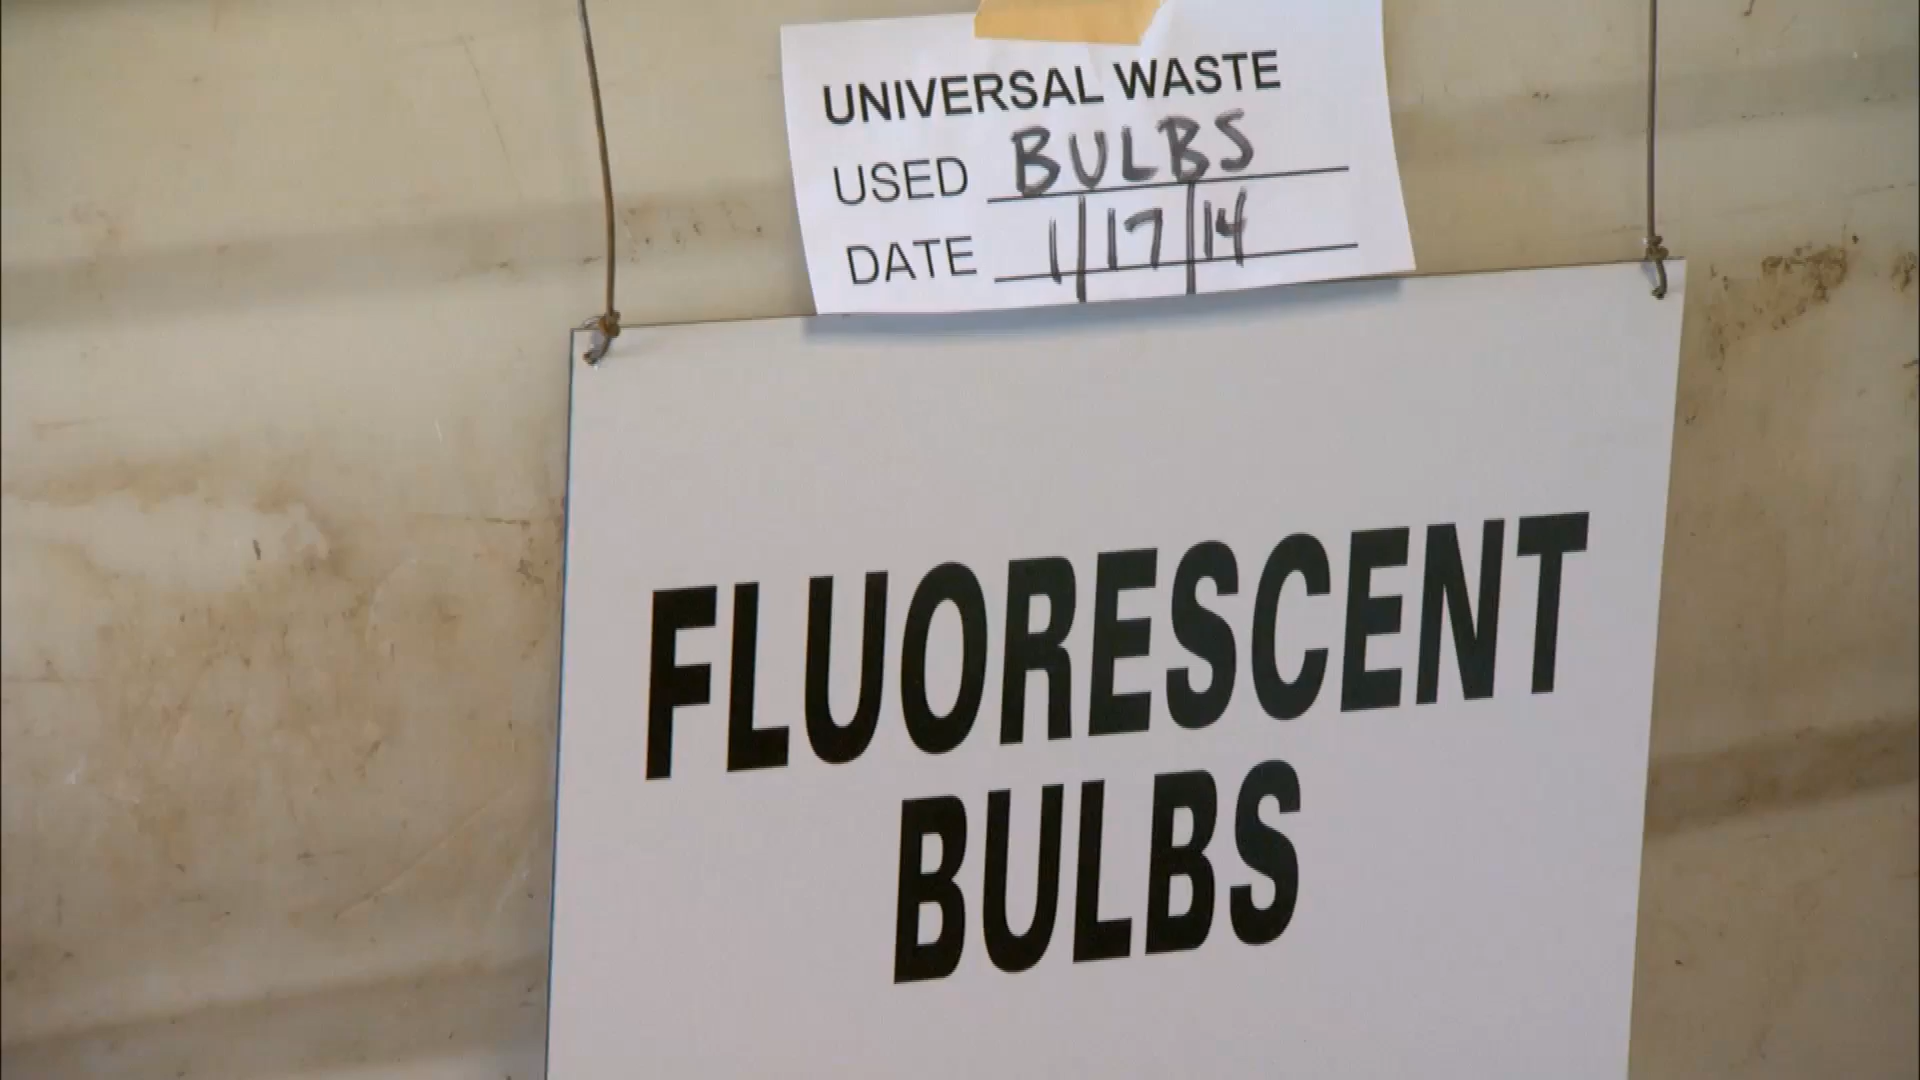 UNIVERSAL WASTE
USED BULBS
DATE 1/17/14
FLUORESCENT
BULBS